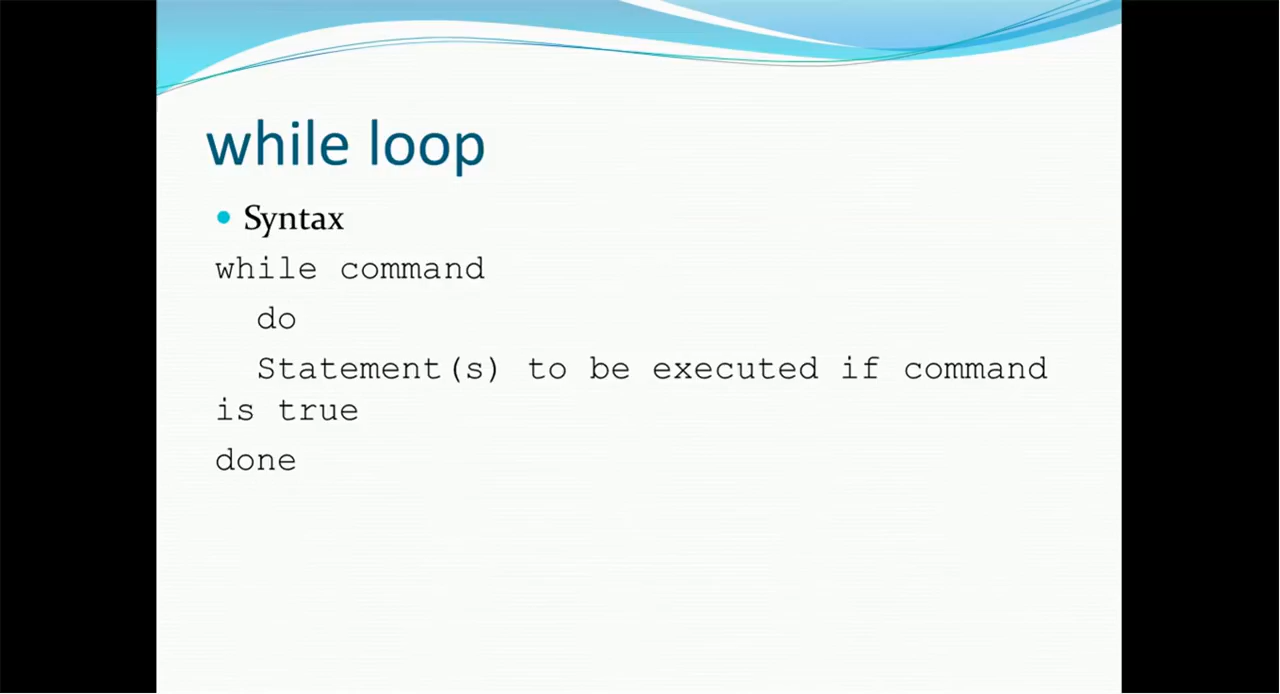 while loop
Syntax
while command
do
Statement(s) to be executed if command
is true
done